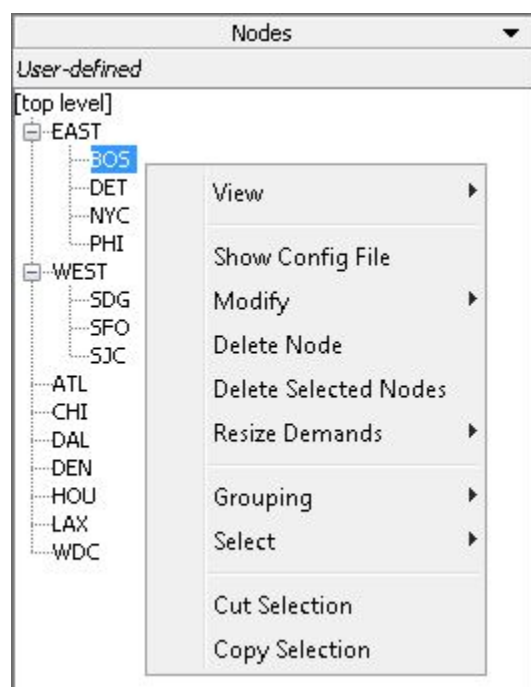 Nodes
User-defined
[top level]
EAST
BOS
DET
NYC
PHI
WEST
SDG
SFO
SJC
ATL
CHI
DAL
DEN
HOU
LAX
WDC
View
Show Config File
Modify
Delete Node
Delete Selected Nodes
Resize Demands
Grouping
Select
Cut Selection
Copy Selection